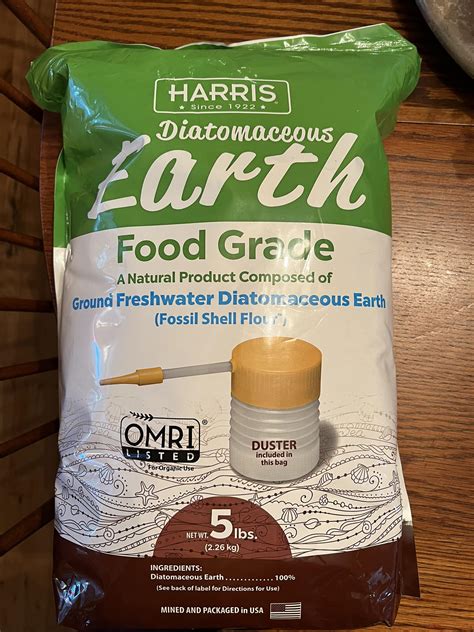 HARRIS
★ Since 1922 ★
Diatomaceous
Earth
Food Grade
A Natural Product Composed of
Ground Freshwater Diatomaceous Earth
(Fossil Shell Flour)
OMRI ®
LISTED
For Organic Use
DUSTER
included in
this bag
NET WT. 5 lbs.
(2.26 kg)
INGREDIENTS:
Diatomaceous Earth.............100%
(See back of label for Directions for Use)
MINED AND PACKAGED in USA